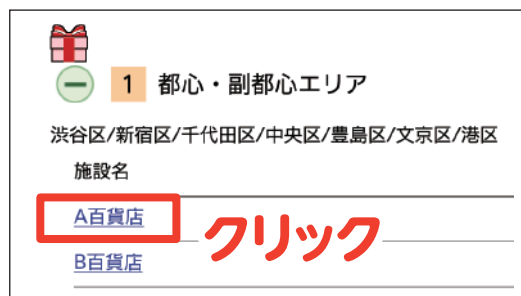 1 都心・副都心エリア
渋谷区/新宿区/千代田区/中央区/豊島区/文京区/港区
施設名
A百貨店
クリック
B百貨店